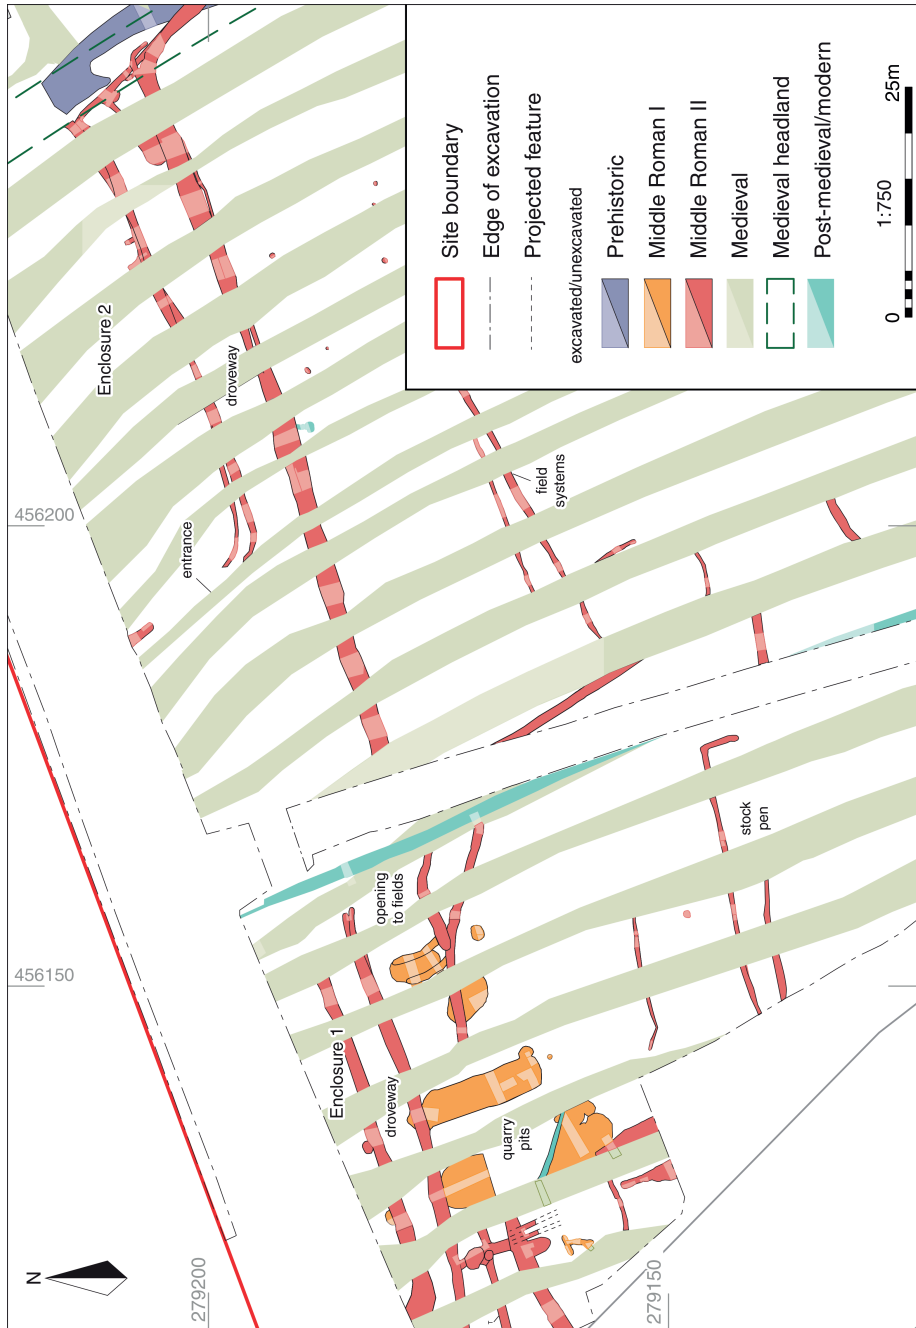 N
279200
279150
456200
456150
Enclosure 2
droveway
entrance
field
systems
Enclosure 1
droveway
opening
to fields
quarry
pits
stock
pen
Site boundary
Edge of excavation
Projected feature
excavated/unexcavated
Prehistoric
Middle Roman I
Middle Roman II
Medieval
Medieval headland
Post-medieval/modern
0
1:750
25m